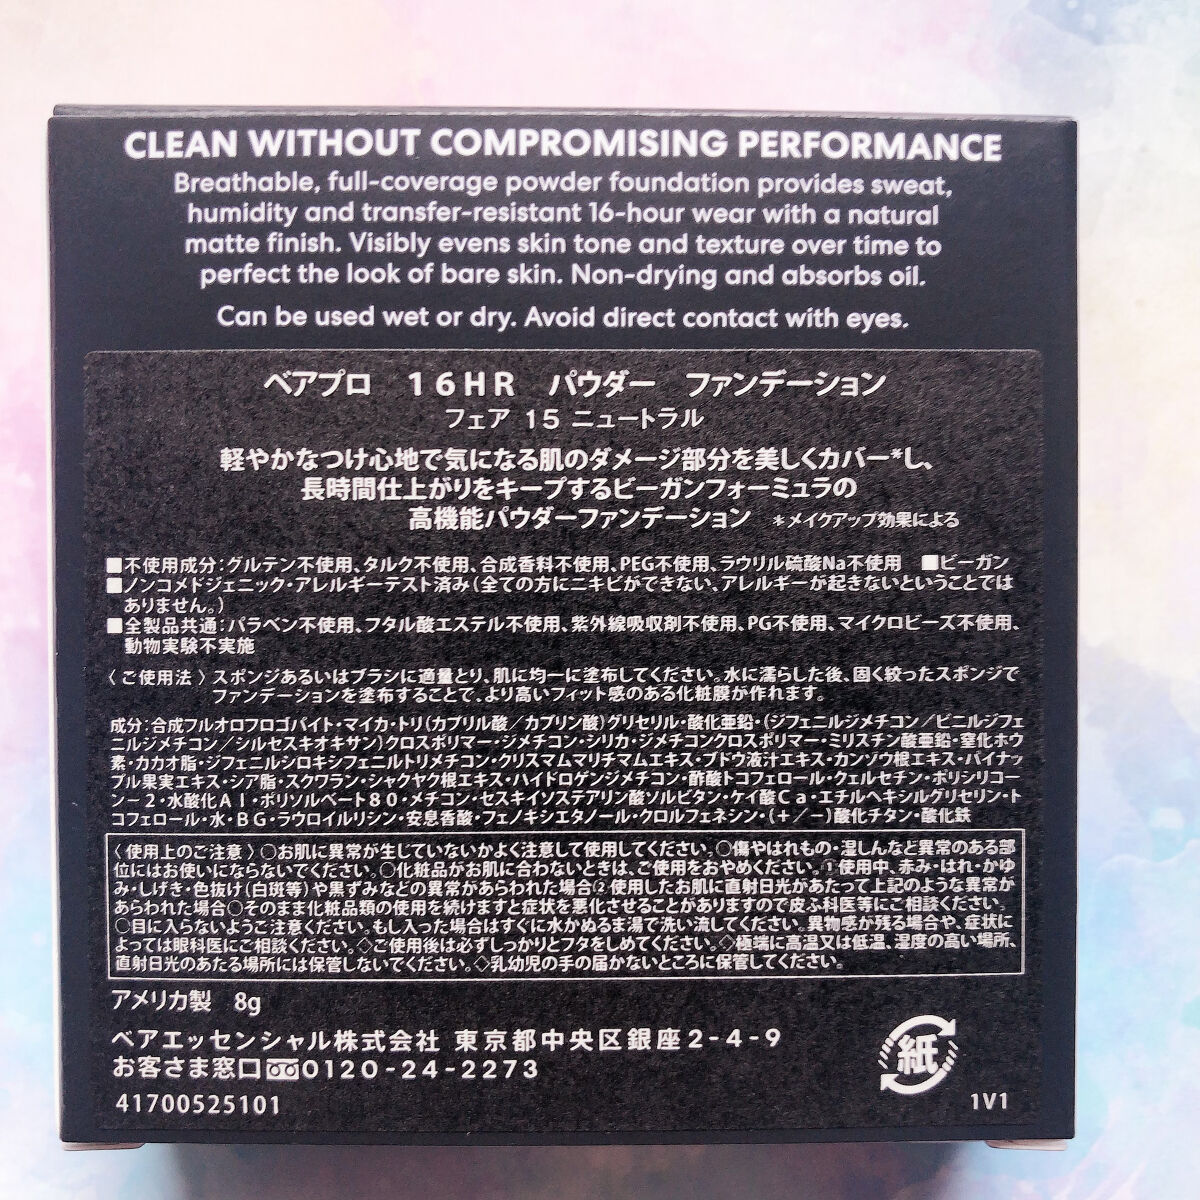 CLEAN WITHOUT COMPROMISING PERFORMANCE
Breathable, full-coverage powder foundation provides sweat,
humidity and transfer-resistant 16-hour wear with a natural
matte finish. Visibly evens skin tone and texture over time to
perfect the look of bare skin. Non-drying and absorbs oil.
Can be used wet or dry. Avoid direct contact with eyes.
ベアプロ 16HR パウダー ファンデーション
フェア 15 ニュートラル
軽やかなつけ心地で気になる肌のダメージ部分を美しくカバー*し、
長時間仕上がりをキープするビーガンフォーミュラの
高機能パウダーファンデーション *メイクアップ効果による
■不使用成分:グルテン不使用、タルク不使用、合成香料不使用、PEG不使用、ラウリル硫酸Na不使用 ■ビーガン
■ノンコメドジェニック・アレルギーテスト済み(全ての方にニキビができない、アレルギーが起きないということでは
ありません。)
■全製品共通:パラベン不使用、フタル酸エステル不使用、紫外線吸収剤不使用、PG不使用、マイクロビーズ不使用、
動物実験不実施
〈ご使用法〉スポンジあるいはブラシに適量とり、肌に均一に塗布してください。水に濡らした後、固く絞ったスポンジで
ファンデーションを塗布することで、より高いフィット感のある化粧膜が作れます。
成分:合成フルオロフロゴパイト・マイカ・トリ(カプリル酸/カプリン酸)グリセリル・酸化亜鉛・(ジフェニルジメチコン/ビニルジフェ
ニルジメチコン/シルセスキオキサン)クロスポリマー・ジメチコン・シリカ・ジメチコンクロスポリマー・ミリスチン酸亜鉛・窒化ホウ
素・カカオ脂・ジフェニルシロキシフェニルトリメチコン・クリスマムマリチマムエキス・ブドウ液汁エキス・カンゾウ根エキス・パイナッ
プル果実エキス・シア脂・スクワラン・シャクヤク根エキス・ハイドロゲンジメチコン・酢酸トコフェロール・クェルセチン・ポリシリコー
ン-2・水酸化Al・ポリソルベート80・メチコン・セスキイソステアリン酸ソルビタン・ケイ酸Ca・エチルヘキシルグリセリン・ト
コフェロール・水・BG・ラウロイルリシン・安息香酸・フェノキシエタノール・クロルフェネシン・(+/-)酸化チタン・酸化鉄
〈使用上のご注意〉○お肌に異常が生じていないかよく注意して使用してください。○傷やはれもの・湿しんなど異常のある部
位にはお使いにならないでください。○化粧品がお肌に合わないときは、ご使用をおやめください。①使用中、赤み・はれ・かゆ
み・しげき・色抜け(白斑等)や黒ずみなどの異常があらわれた場合②使用したお肌に直射日光があたって上記のような異常が
あらわれた場合○そのまま化粧品類の使用を続けますと症状を悪化させることがありますので皮ふ科医等にご相談ください。
○目に入らないようご注意ください。もし入った場合はすぐに水かぬるま湯で洗い流してください。異物感が残る場合や、症状に
よっては眼科医にご相談ください。◇ご使用後は必ずしっかりとフタをしめてください。◇極端に高温又は低温、湿度の高い場所、
直射日光のあたる場所には保管しないでください。◇乳幼児の手の届かないところに保管してください。
アメリカ製 8g
ベアエッセンシャル株式会社 東京都中央区銀座2-4-9
お客さま窓口 0120-24-2273
41700525101
紙
1V1